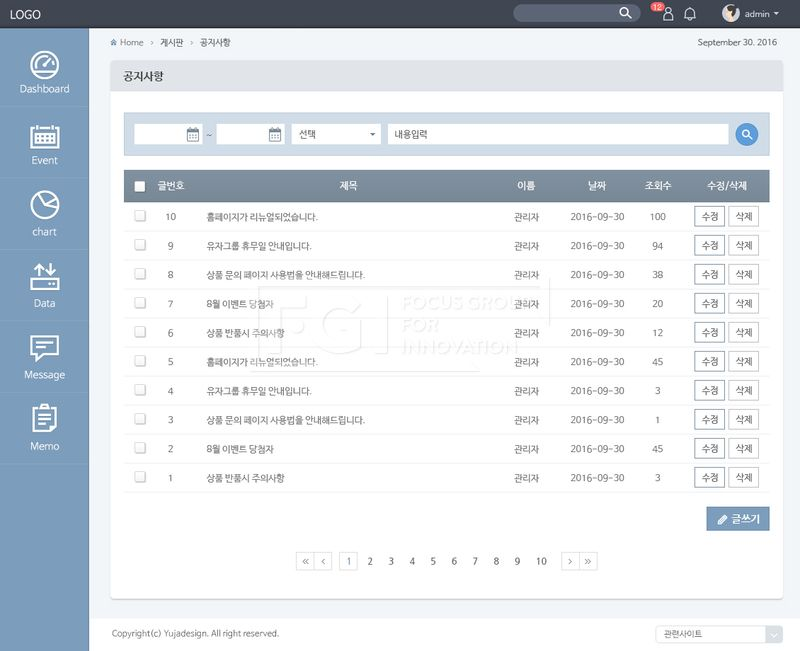 LOGO
12
admin
Home › 게시판 › 공지사항
September 30. 2016
Dashboard
Event
chart
Data
Message
Memo
공지사항
~ 선택 내용입력
글번호 제목 이름 날짜 조회수 수정/삭제
10 홈페이지가 리뉴얼되었습니다. 관리자 2016-09-30 100 수정 삭제
9 유자그룹 휴무일 안내입니다. 관리자 2016-09-30 94 수정 삭제
8 상품 문의 페이지 사용법을 안내해드립니다. 관리자 2016-09-30 38 수정 삭제
7 8월 이벤트 당첨자 관리자 2016-09-30 20 수정 삭제
6 상품 반품시 주의사항 관리자 2016-09-30 12 수정 삭제
5 홈페이지가 리뉴얼되었습니다. 관리자 2016-09-30 45 수정 삭제
4 유자그룹 휴무일 안내입니다. 관리자 2016-09-30 3 수정 삭제
3 상품 문의 페이지 사용법을 안내해드립니다. 관리자 2016-09-30 1 수정 삭제
2 8월 이벤트 당첨자 관리자 2016-09-30 45 수정 삭제
1 상품 반품시 주의사항 관리자 2016-09-30 3 수정 삭제
FGI
FOCUS GROUP
FOR
INNOVATION
글쓰기
« ‹ 1 2 3 4 5 6 7 8 9 10 › »
Copyright(c) Yujadesign. All right reserved.
관련사이트